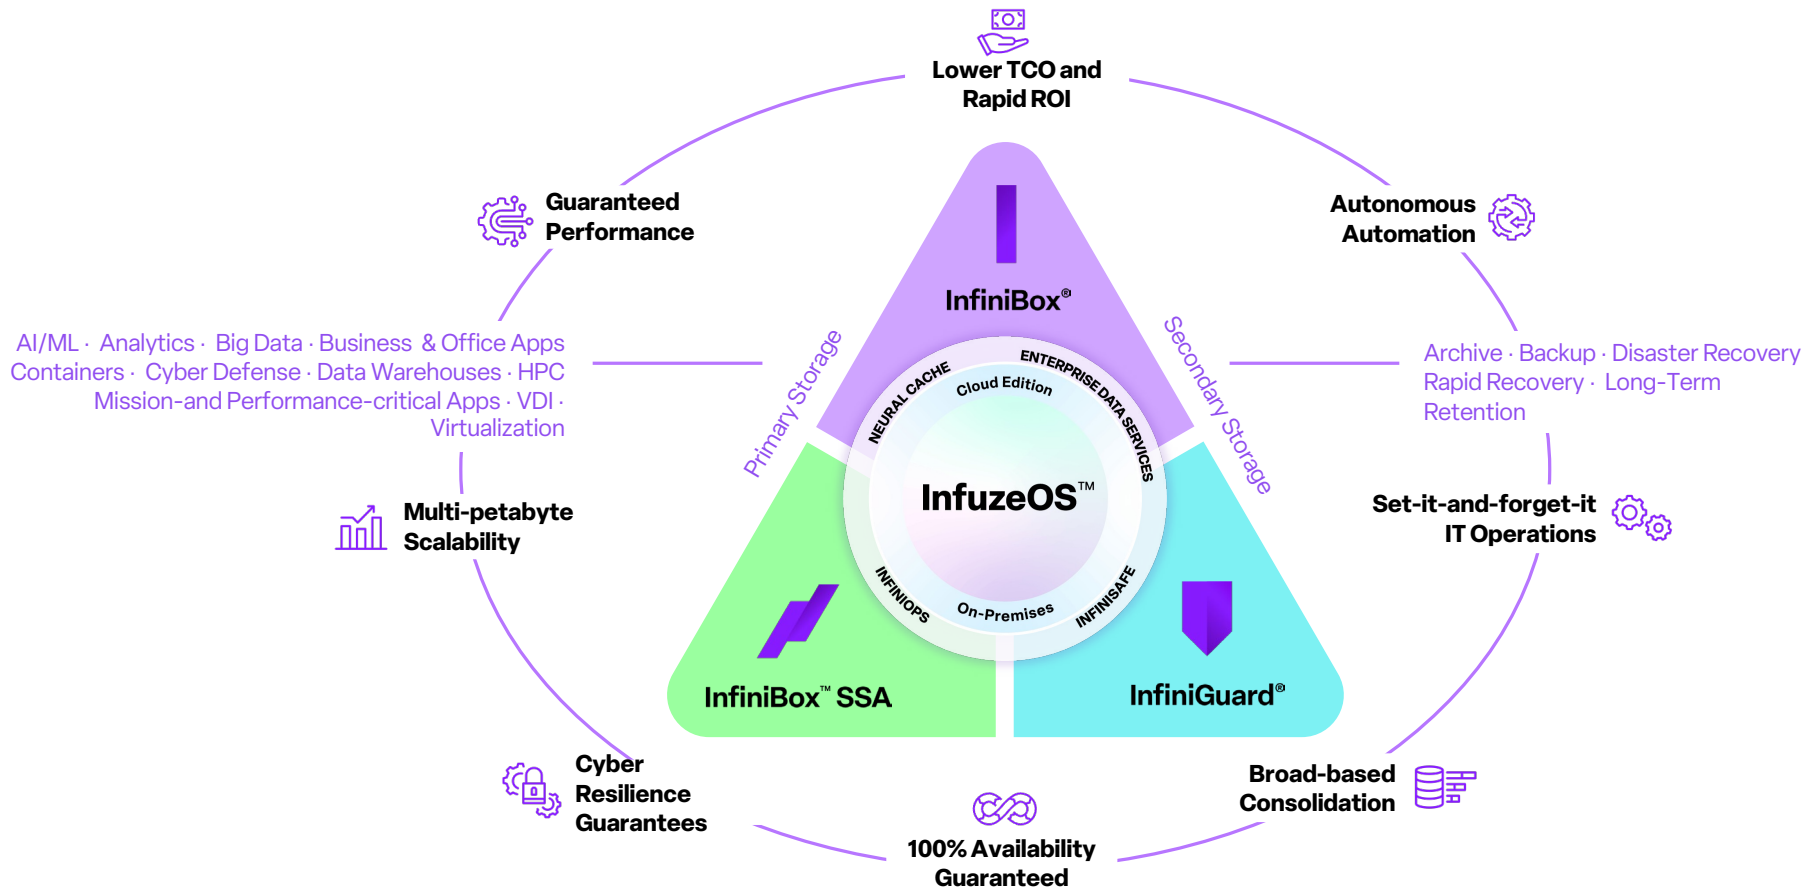 Lower TCO and
Rapid ROI
Guaranteed
Performance
Autonomous
Automation
InfiniBox®
AI/ML · Analytics · Big Data · Business & Office Apps
Containers · Cyber Defense · Data Warehouses · HPC
Mission-and Performance-critical Apps · VDI ·
Virtualization
Primary Storage
Secondary Storage
Archive · Backup · Disaster Recovery
Rapid Recovery · Long-Term
Retention
NEURAL CACHE
ENTERPRISE DATA SERVICES
Cloud Edition
InfuzeOS™
On-Premises
INFINIOPS
INFINISAFE
Multi-petabyte
Scalability
Set-it-and-forget-it
IT Operations
InfiniBox™ SSA
InfiniGuard®
Cyber
Resilience
Guarantees
Broad-based
Consolidation
100% Availability
Guaranteed